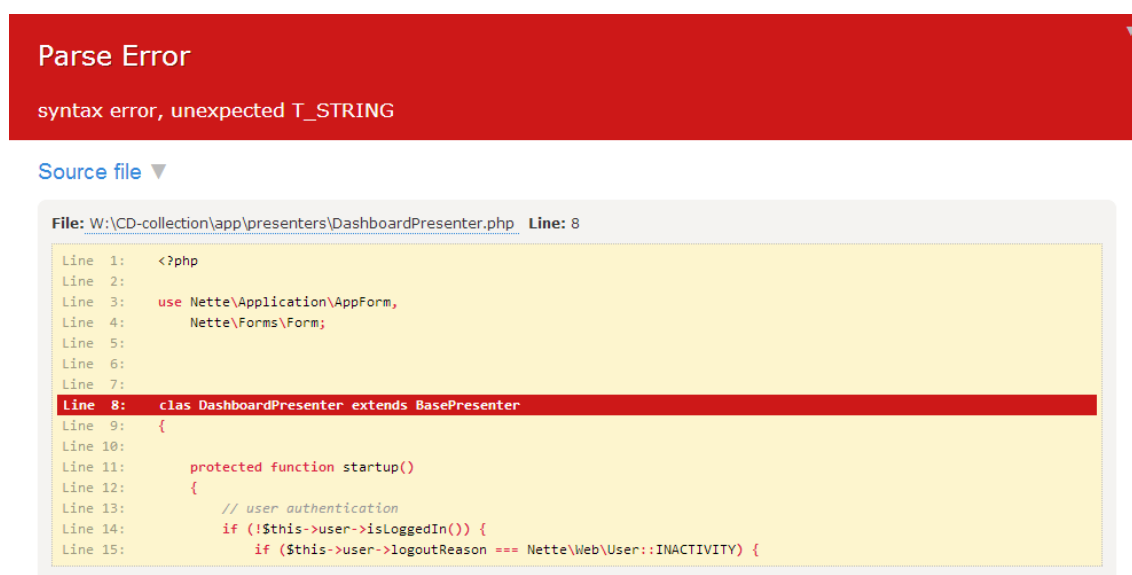 Parse Error
syntax error, unexpected T_STRING
Source file ▼
File: W:\CD-collection\app\presenters\DashboardPresenter.php Line: 8
Line 1: <?php
Line 2:
Line 3: use Nette\Application\AppForm,
Line 4:     Nette\Forms\Form;
Line 5:
Line 6:
Line 7:
Line 8: clas DashboardPresenter extends BasePresenter
Line 9: {
Line 10:
Line 11:     protected function startup()
Line 12:     {
Line 13:         // user authentication
Line 14:         if (!$this->user->isLoggedIn()) {
Line 15:             if ($this->user->logoutReason === Nette\Web\User::INACTIVITY) {